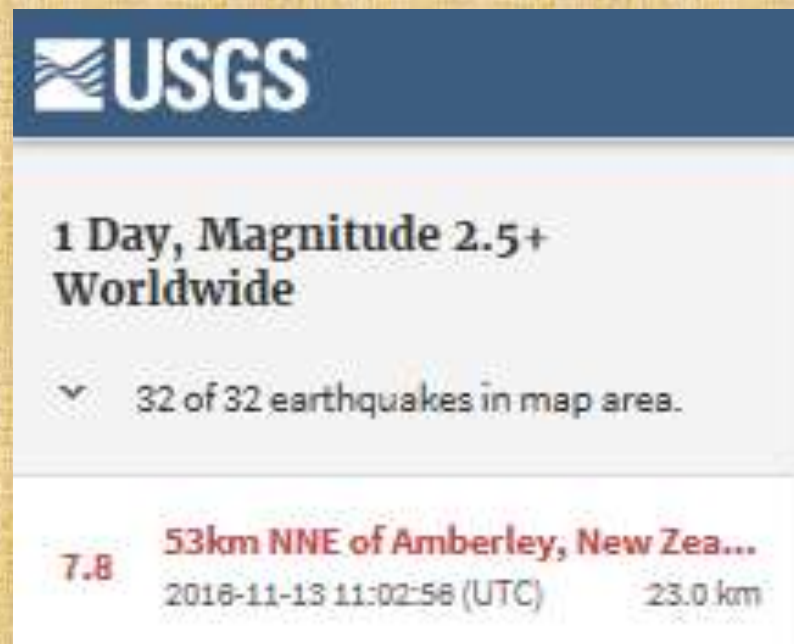 USGS
1 Day, Magnitude 2.5+
Worldwide
32 of 32 earthquakes in map area.
7.8 53km NNE of Amberley, New Zea...
2016-11-13 11:02:56 (UTC) 23.0 km